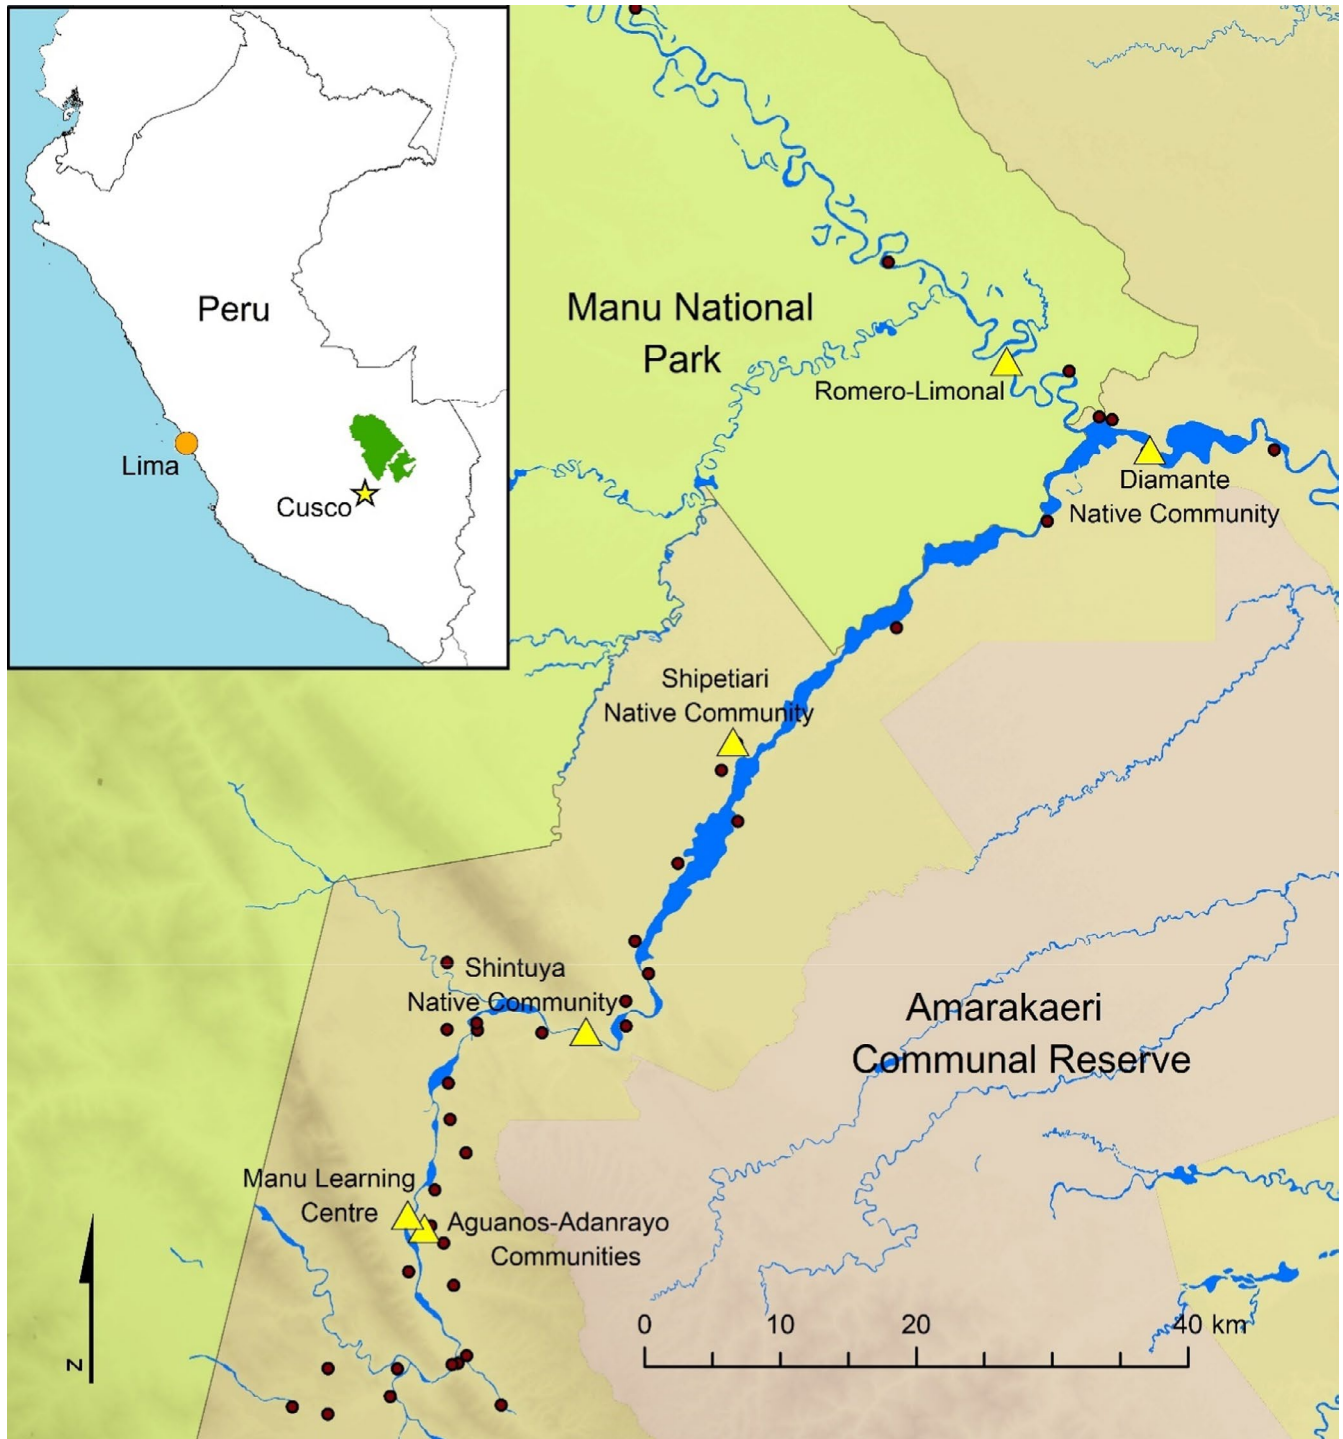 Peru
Lima
Cusco
Manu National
Park
Romero-Limonal
Diamante
Native Community
Shipetiari
Native Community
Shintuya
Native Community
Amarakaeri
Communal Reserve
Manu Learning
Centre
Aguanos-Adanrayo
Communities
0 10 20 40 km
N